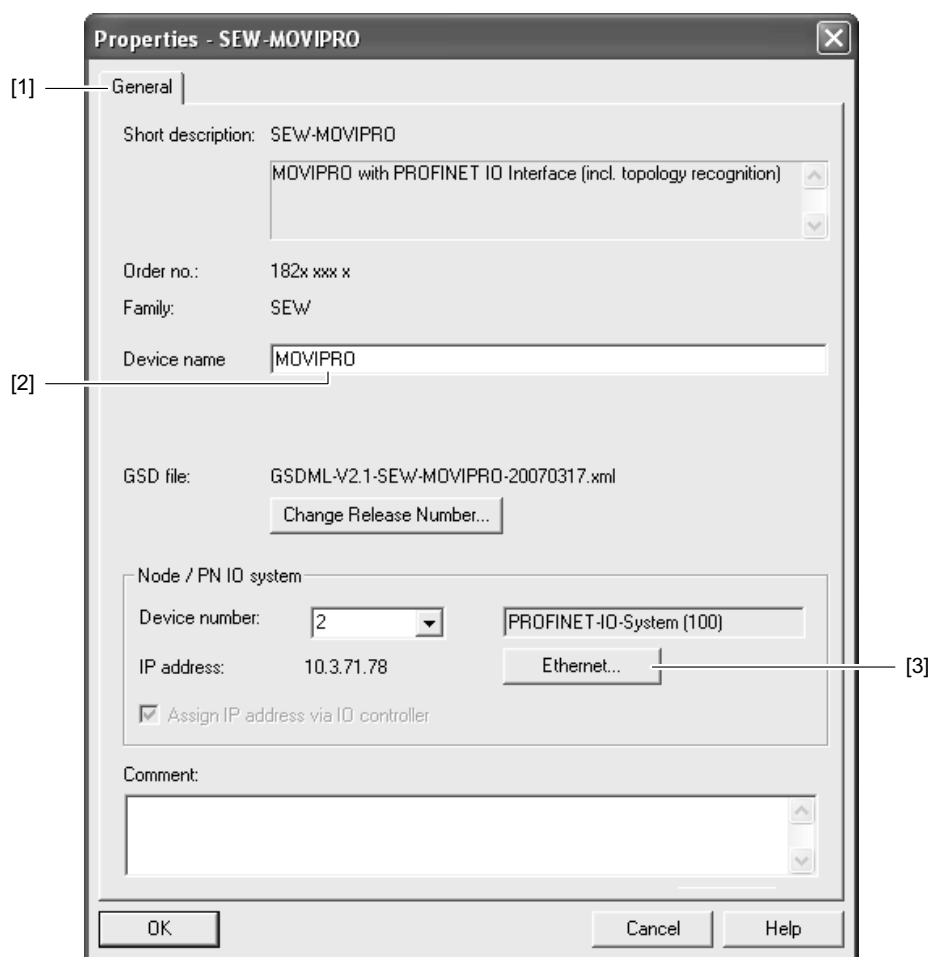 Properties - SEW-MOVIPRO
[1]
General
Short description: SEW-MOVIPRO
MOVIPRO with PROFINET IO Interface (incl. topology recognition)
Order no.: 182x xxx x
Family: SEW
Device name MOVIPRO
[2]
GSD file: GSDML-V2.1-SEW-MOVIPRO-20070317.xml
Change Release Number...
Node / PN IO system
Device number: 2 PROFINET-IO-System (100)
IP address: 10.3.71.78 Ethernet... [3]
Assign IP address via IO controller
Comment:
OK Cancel Help